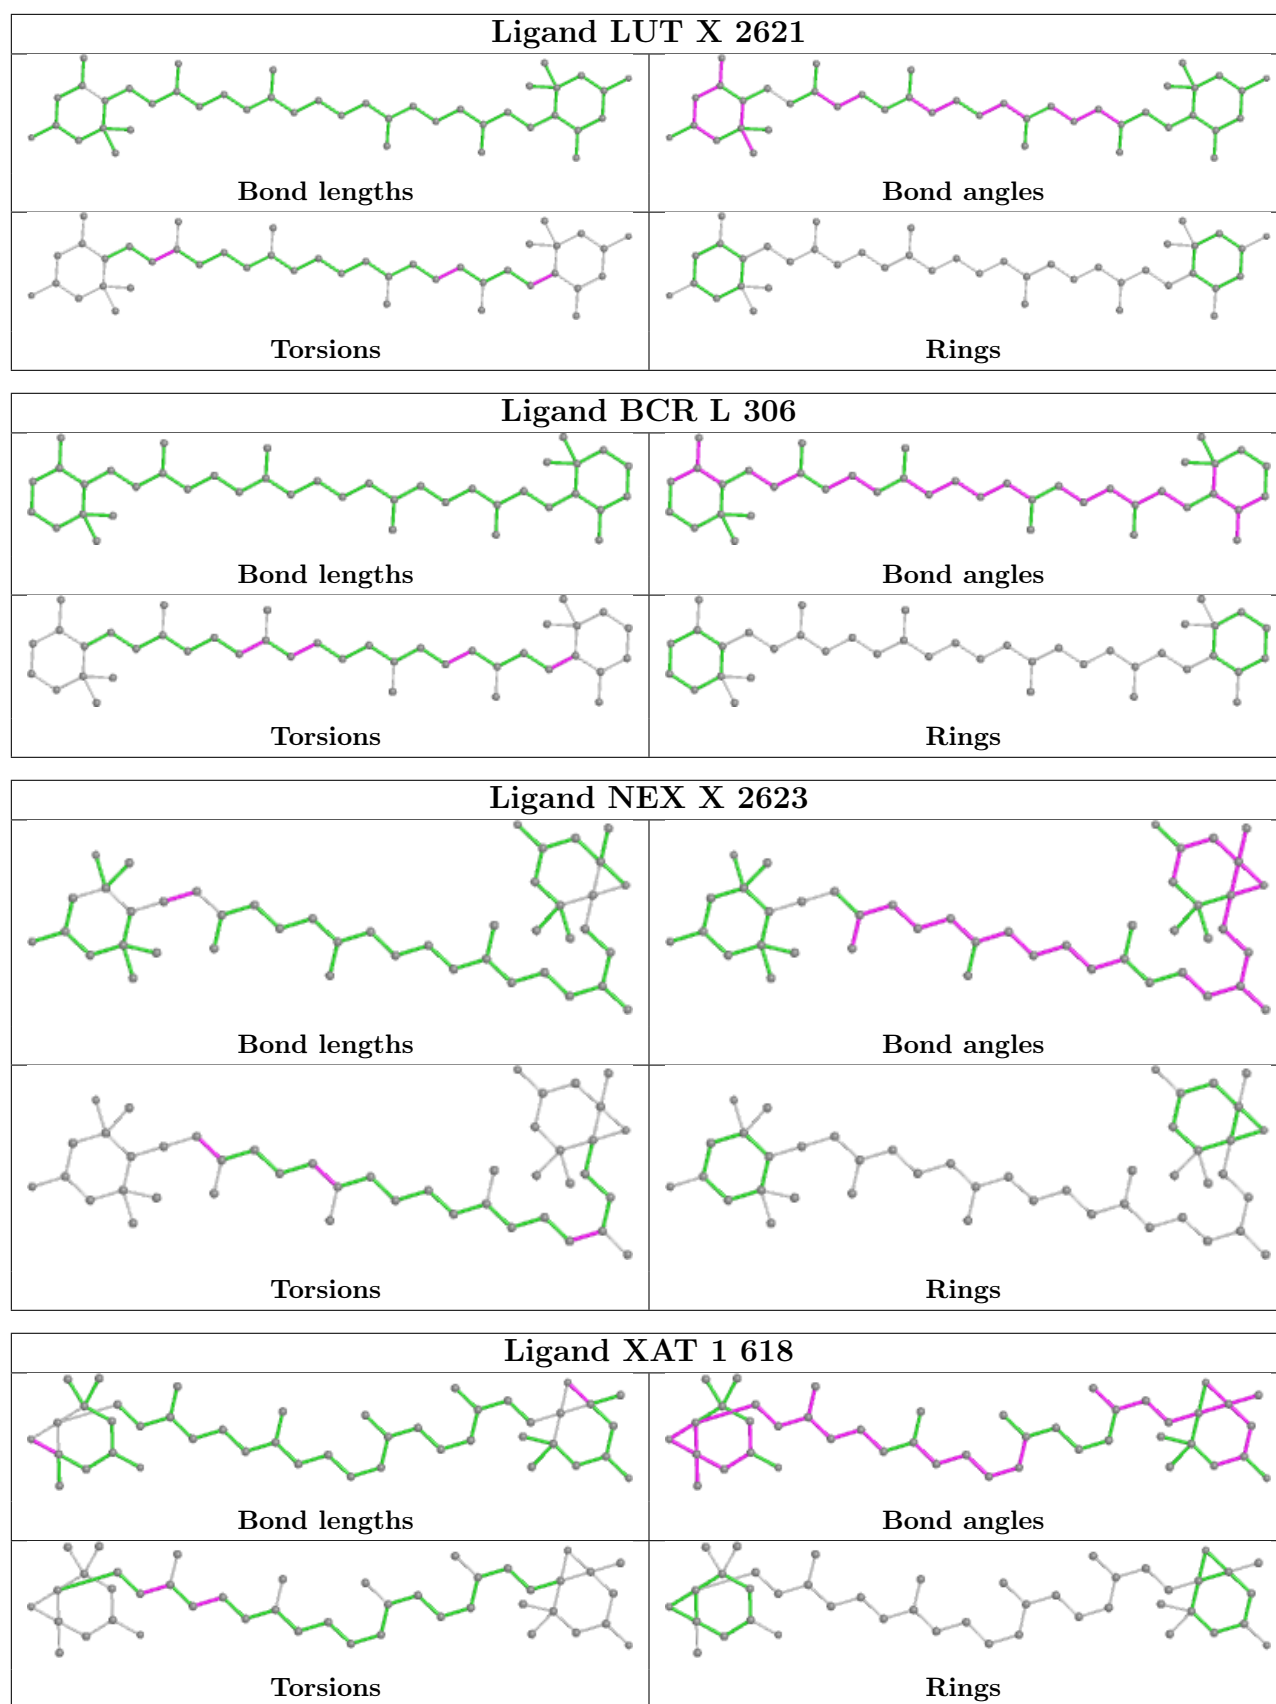 Ligand LUT X 2621
Bond lengths
Bond angles
Torsions
Rings
Ligand BCR L 306
Bond lengths
Bond angles
Torsions
Rings
Ligand NEX X 2623
Bond lengths
Bond angles
Torsions
Rings
Ligand XAT 1 618
Bond lengths
Bond angles
Torsions
Rings